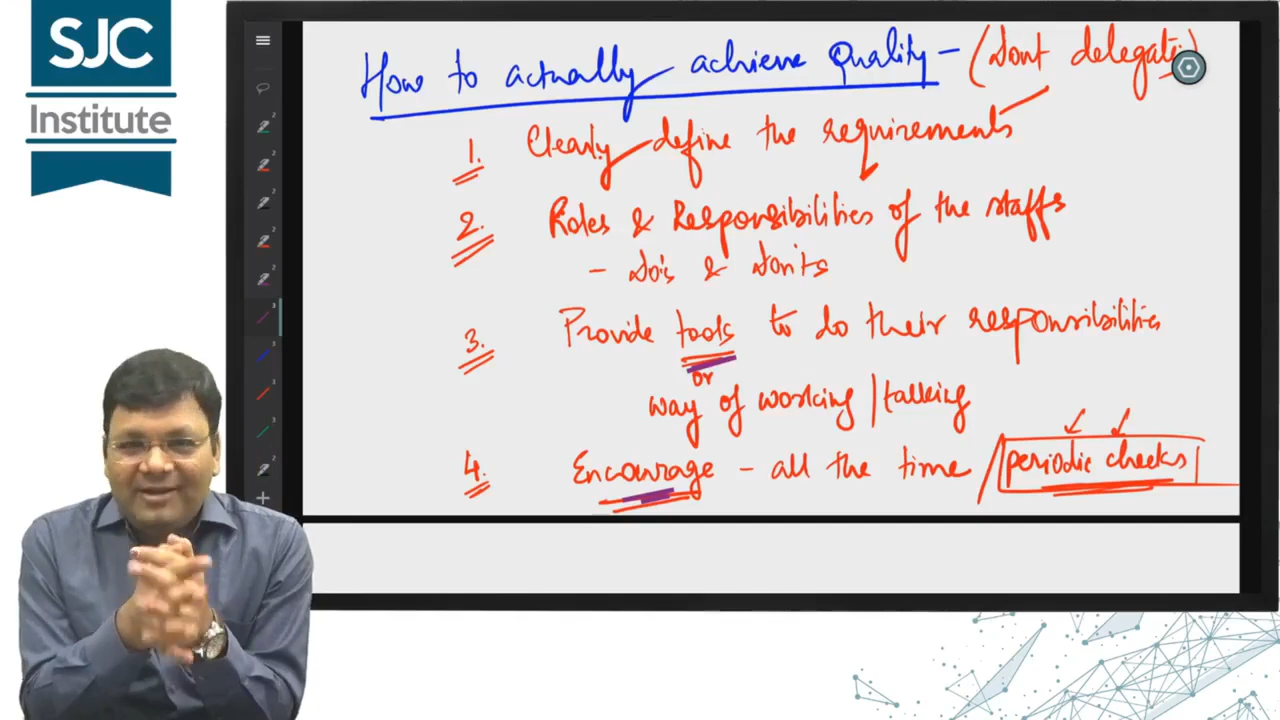 SJC
Institute
How to actually achieve Quality - (Dont delegate)
1. Clearly define the requirements
2. Roles & Responsibilities of the staffs
- Do's & Don'ts
3. Provide tools to do their responsibilities
or
way of working / talking
4. Encourage - all the time / periodic checks